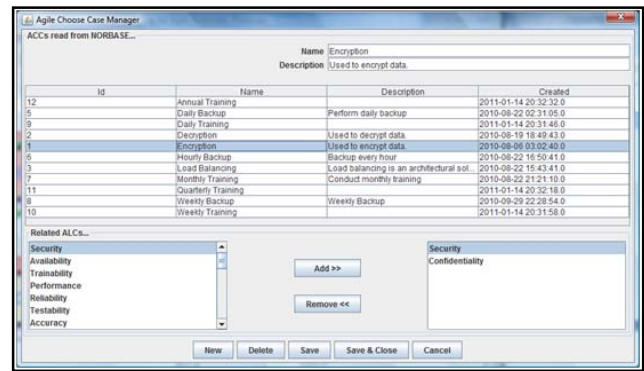 Agile Choose Case Manager
ACCs read from NORBASE...
Name Encryption
Description Used to encrypt data.
Id Name Description Created
12 Annual Training 2011-01-14 20:32:32.0
5 Daily Backup Perform daily backup 2010-08-22 02:31:05.0
9 Daily Training 2011-01-14 20:31:46.0
2 Decryption Used to decrypt data. 2010-08-19 18:49:43.0
1 Encryption Used to encrypt data. 2010-08-06 03:02:40.0
6 Hourly Backup Backup every hour 2010-08-22 16:50:41.0
3 Load Balancing Load balancing is an architectural sol... 2010-08-22 15:43:41.0
7 Monthly Training Conduct monthly training 2010-08-22 21:21:10.0
11 Quarterly Training 2011-01-14 20:32:18.0
8 Weekly Backup Weekly Backup 2010-09-29 22:28:54.0
10 Weekly Training 2011-01-14 20:31:58.0
Related ALCs...
Security
Availability
Trainability
Performance
Reliability
Testability
Accuracy
Add >>
Remove <<
Security
Confidentiality
New Delete Save Save & Close Cancel